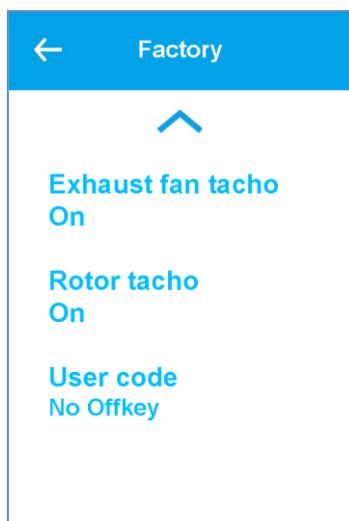 Factory
Exhaust fan tacho
On
Rotor tacho
On
User code
No Offkey